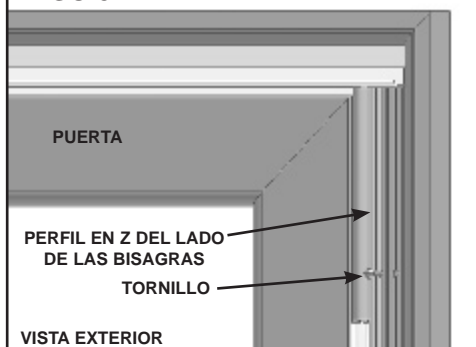 PUERTA
PERFIL EN Z DEL LADO
DE LAS BISAGRAS
TORNILLO
VISTA EXTERIOR